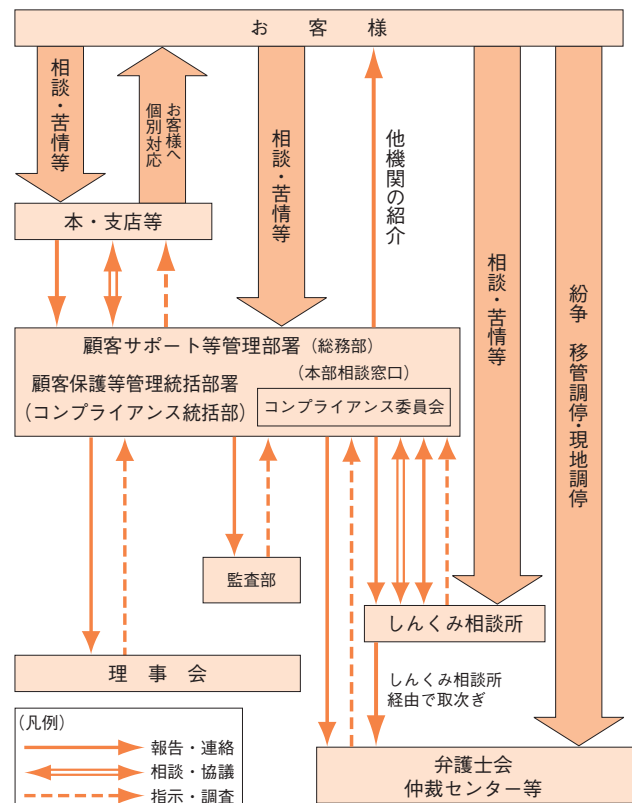 お客様
相談・苦情等
お客様へ
個別対応
相談・苦情等
他機関の紹介
相談・苦情等
紛争 移管調停・現地調停
本・支店等
顧客サポート等管理部署（総務部）
（本部相談窓口）
顧客保護等管理統括部署
（コンプライアンス統括部）
コンプライアンス委員会
監査部
しんくみ相談所
理事会
しんくみ相談所
経由で取次ぎ
弁護士会
仲裁センター等
（凡例）
報告・連絡
相談・協議
指示・調査